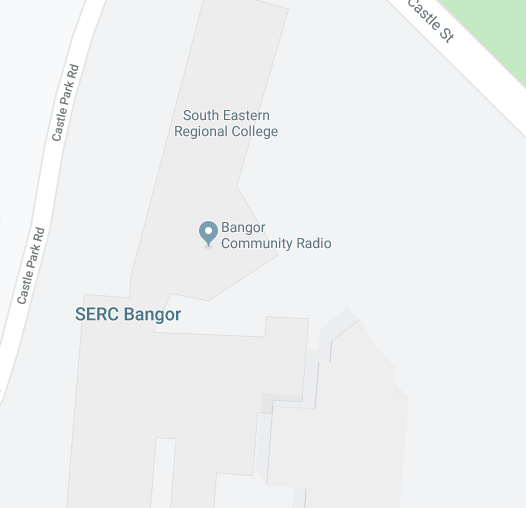 Castle St
Castle Park Rd
South Eastern
Regional College
Bangor
Community Radio
Castle Park Rd
SERC Bangor